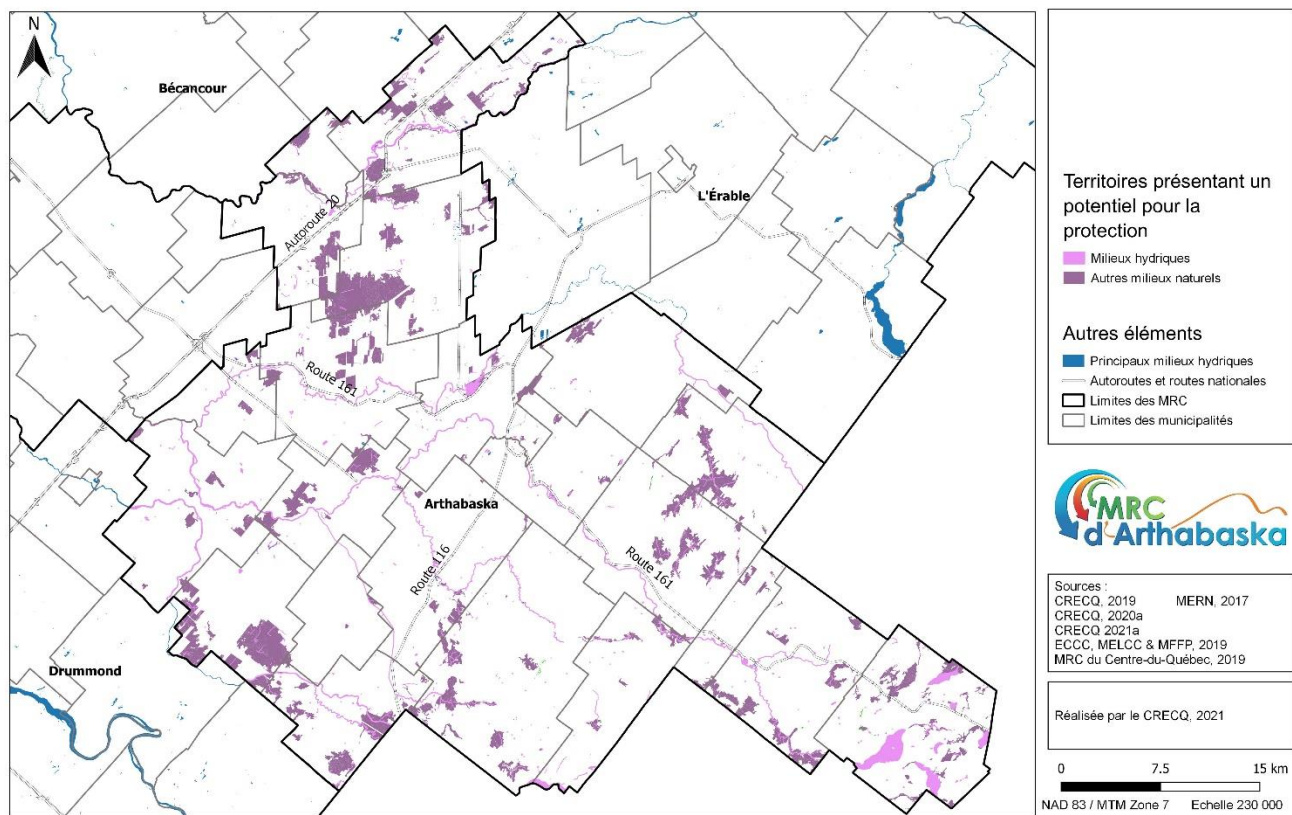 N
Bécancour
L'Érable
Autoroute 20
Route 161
Arthabaska
Route 116
Route 161
Drummond
Territoires présentant un
potentiel pour la
protection
Milieux hydriques
Autres milieux naturels
Autres éléments
Principaux milieux hydriques
Autoroutes et routes nationales
Limites des MRC
Limites des municipalités
MRC
d'Arthabaska
Sources :
CRECQ, 2019 MERN, 2017
CRECQ, 2020a
CRECQ 2021a
ECCC, MELCC & MFFP, 2019
MRC du Centre-du-Québec, 2019
Réalisée par le CRECQ, 2021
0 7.5 15 km
NAD 83 / MTM Zone 7 Echelle 230 000